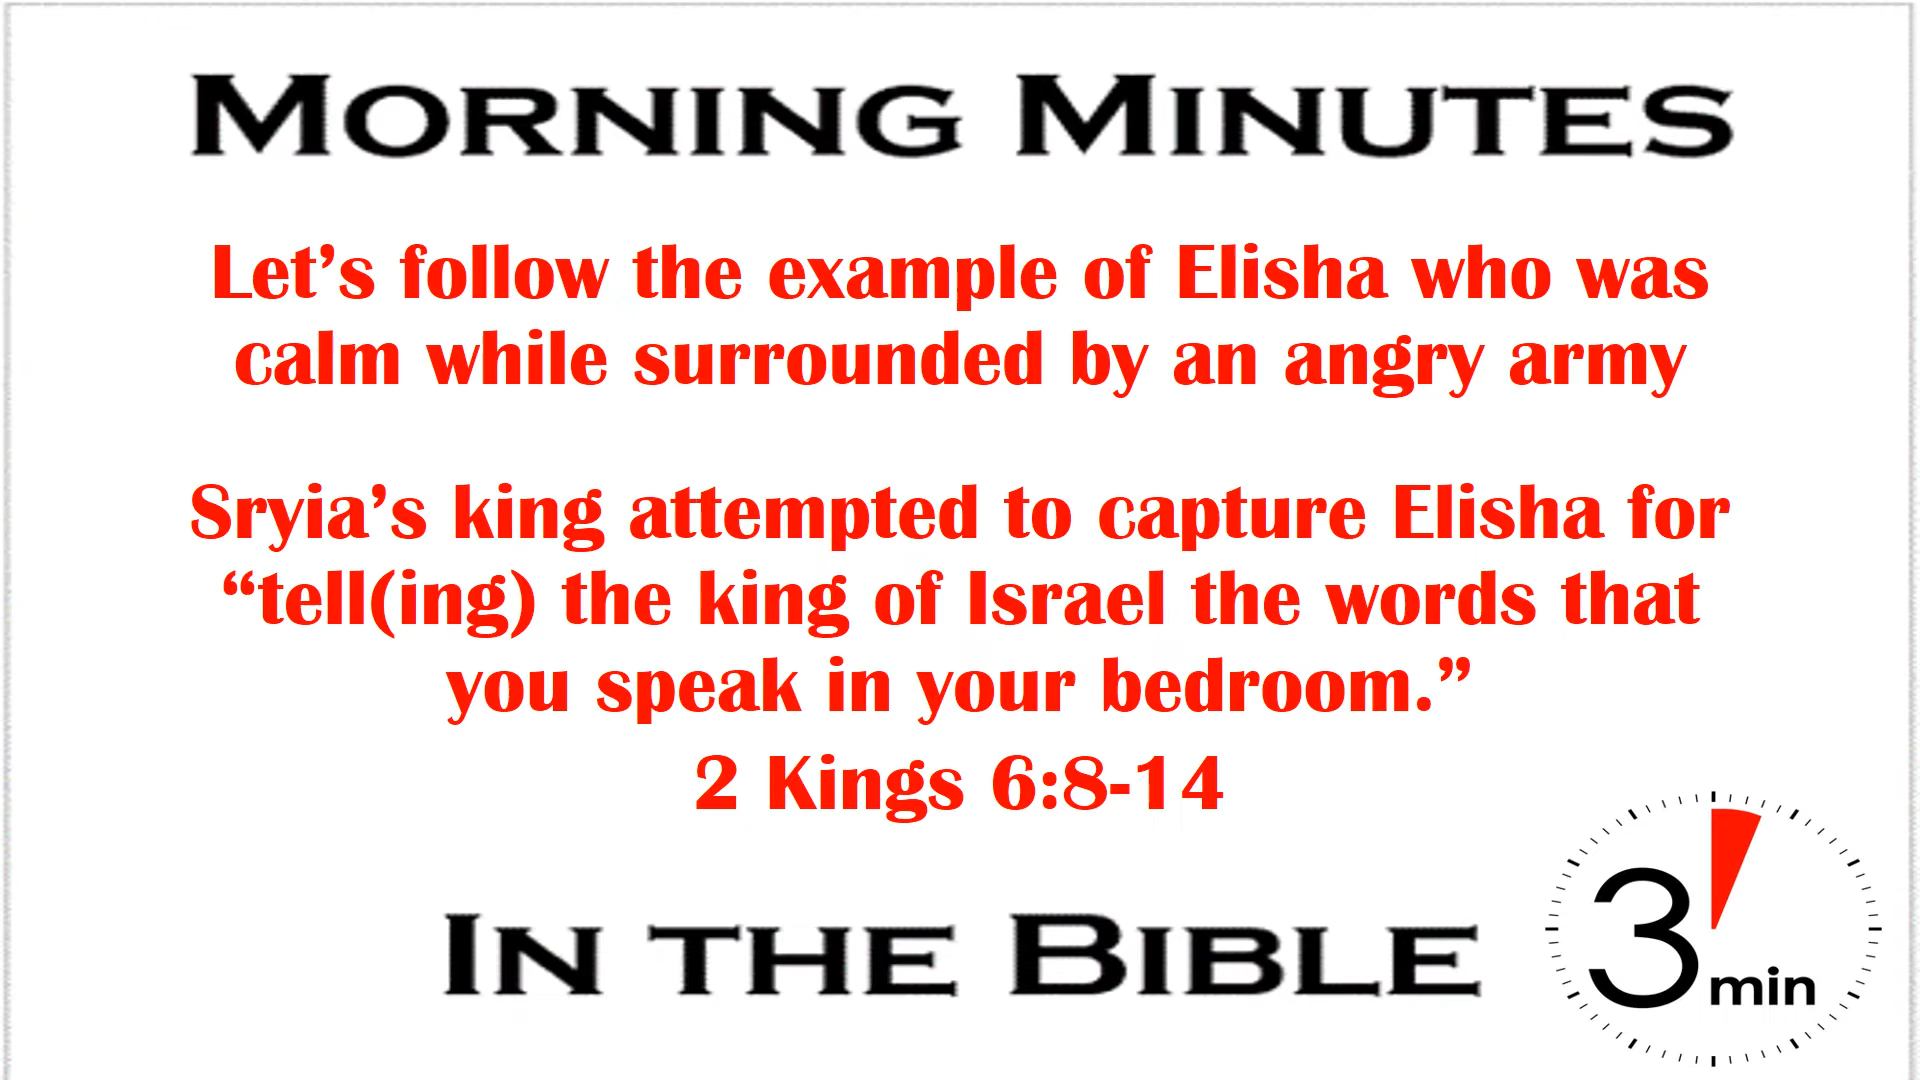 MORNING MINUTES
Let’s follow the example of Elisha who was
calm while surrounded by an angry army
Sryia’s king attempted to capture Elisha for
“tell(ing) the king of Israel the words that
you speak in your bedroom.”
2 Kings 6:8-14
IN THE BIBLE
3 min